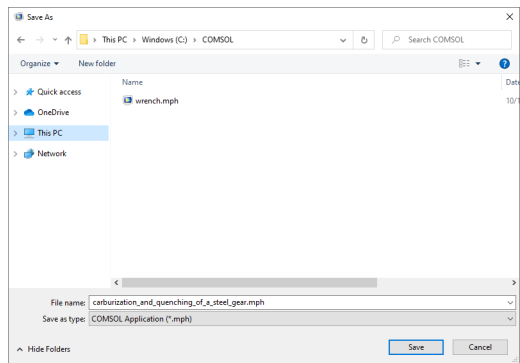 Save As
This PC > Windows (C:) > COMSOL
Search COMSOL
Organize
New folder
Name
Date
Quick access
wrench.mph
10/1
OneDrive
This PC
Network
File name: carburization_and_quenching_of_a_steel_gear.mph
Save as type: COMSOL Application (*.mph)
Hide Folders
Save
Cancel